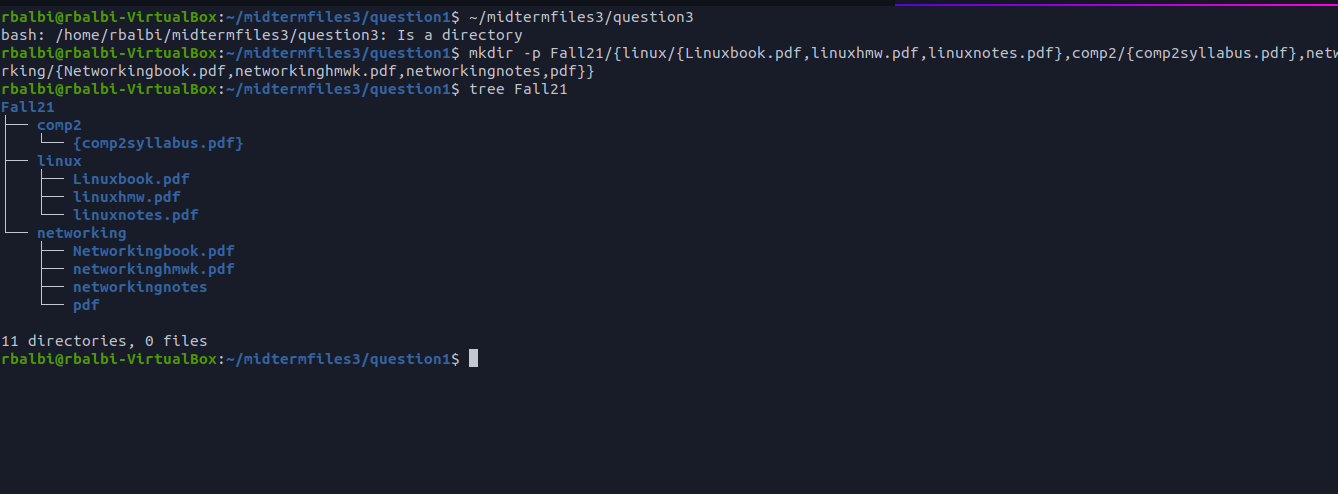 rbalbi@rbalbi-VirtualBox:~/midtermfiles3/question1$ ~/midtermfiles3/question3
bash: /home/rbalbi/midtermfiles3/question3: Is a directory
rbalbi@rbalbi-VirtualBox:~/midtermfiles3/question1$ mkdir -p Fall21/{linux/{Linuxbook.pdf,linuxhmw.pdf,linuxnotes.pdf},comp2/{comp2syllabus.pdf},netw
rking/{Networkingbook.pdf,networkinghmwk.pdf,networkingnotes,pdf}}
rbalbi@rbalbi-VirtualBox:~/midtermfiles3/question1$ tree Fall21
Fall21
├── comp2
│   └── {comp2syllabus.pdf}
├── linux
│   ├── Linuxbook.pdf
│   ├── linuxhmw.pdf
│   └── linuxnotes.pdf
└── networking
    ├── Networkingbook.pdf
    ├── networkinghmwk.pdf
    ├── networkingnotes
    └── pdf
11 directories, 0 files
rbalbi@rbalbi-VirtualBox:~/midtermfiles3/question1$